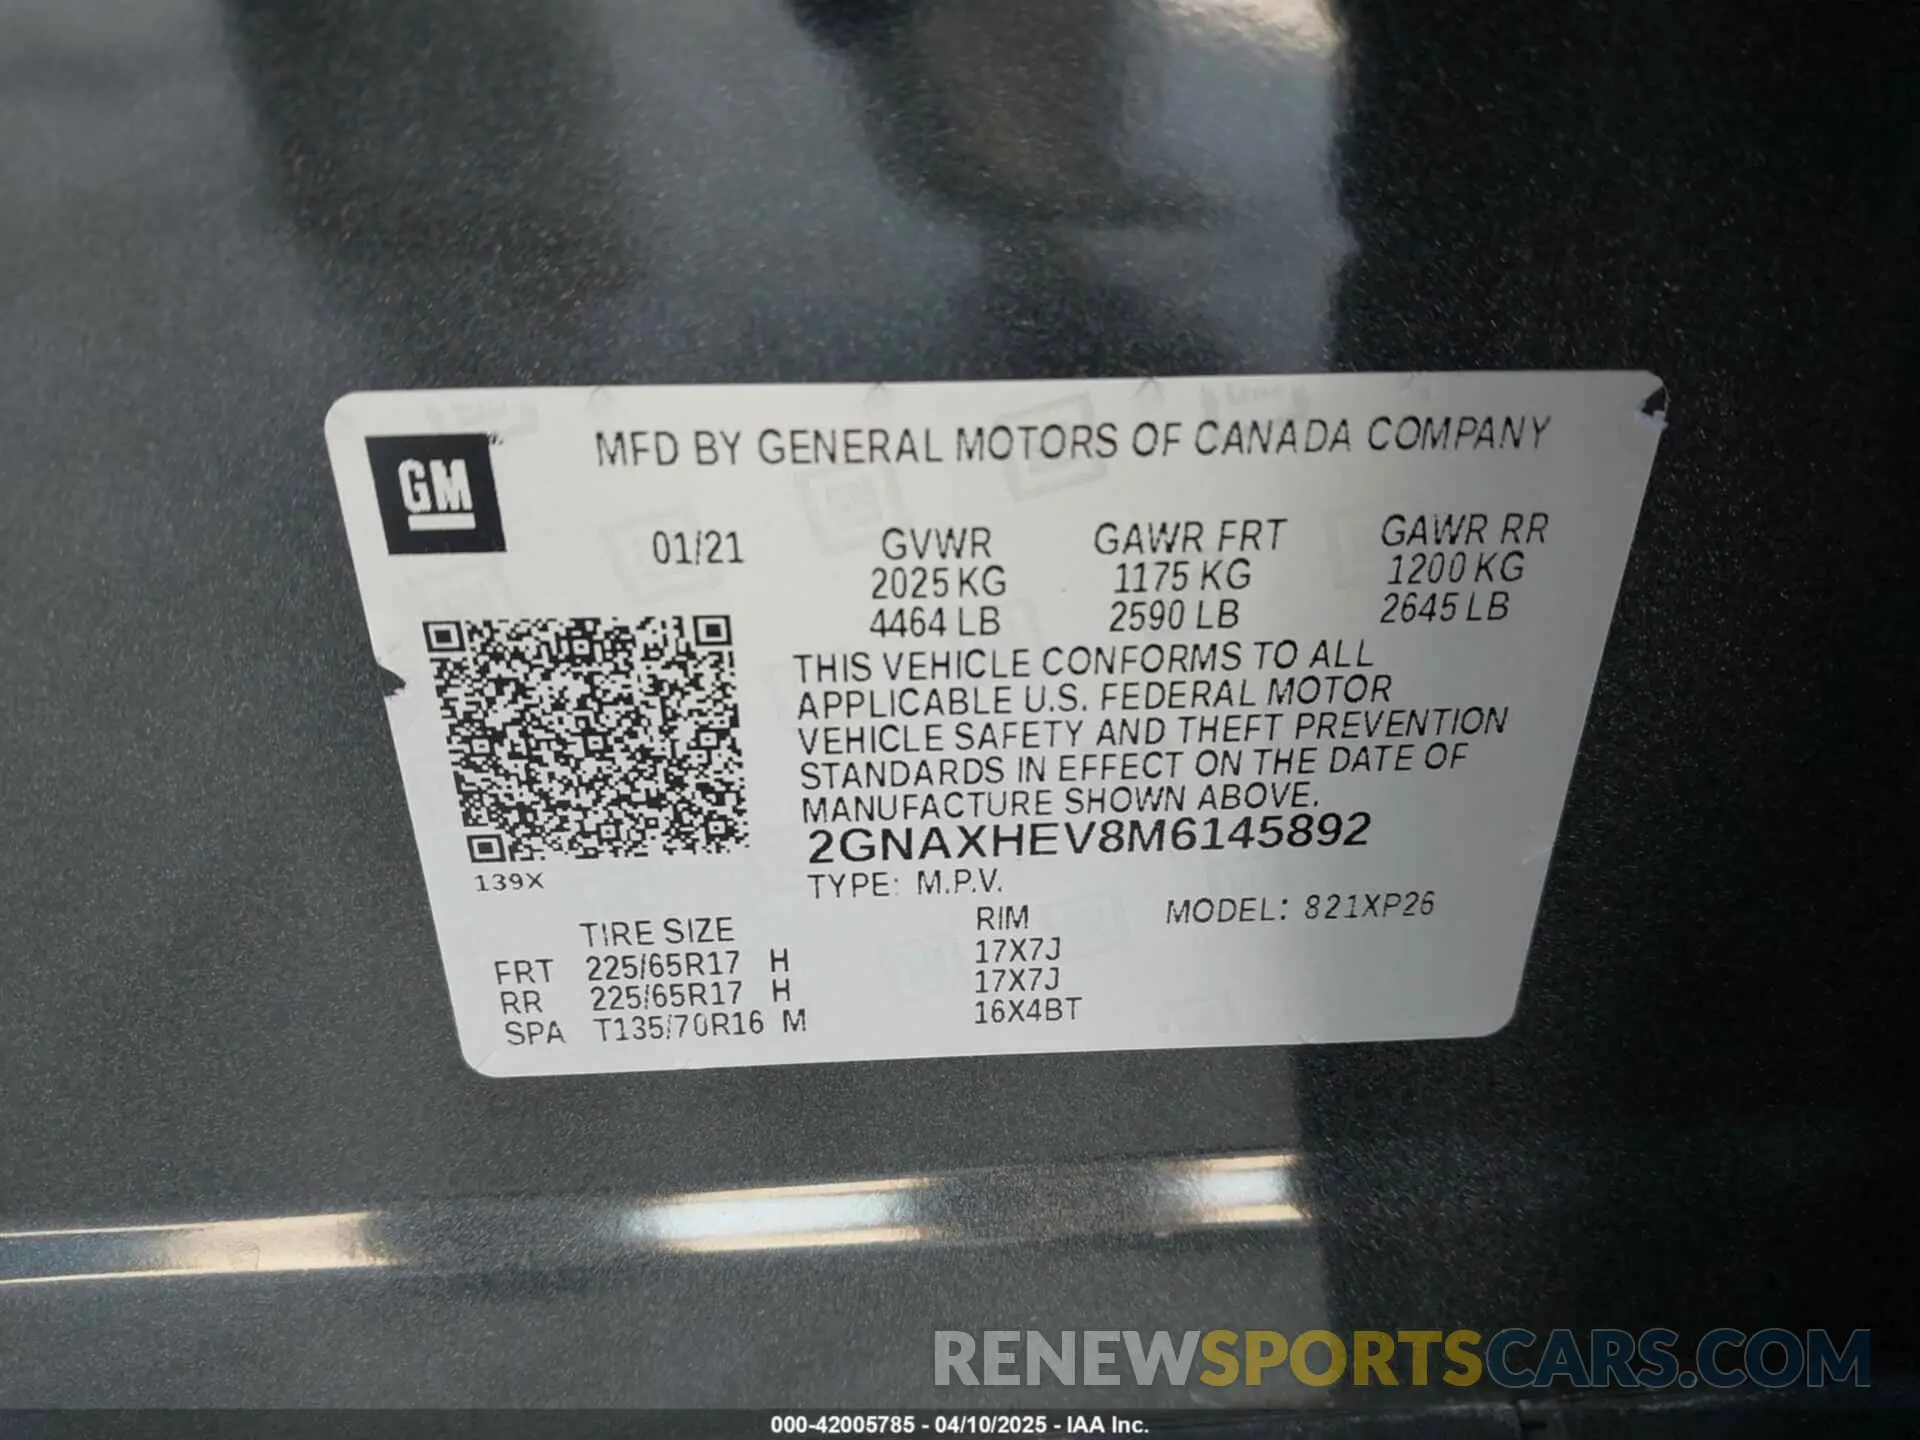 GM
MFD BY GENERAL MOTORS OF CANADA COMPANY
01/21
GVWR GAWR FRT GAWR RR
2025 KG 1175 KG 1200 KG
4464 LB 2590 LB 2645 LB
THIS VEHICLE CONFORMS TO ALL
APPLICABLE U.S. FEDERAL MOTOR
VEHICLE SAFETY AND THEFT PREVENTION
STANDARDS IN EFFECT ON THE DATE OF
MANUFACTURE SHOWN ABOVE.
2GNAXHEV8M6145892
139X
TYPE: M.P.V.
MODEL: 821XP26
TIRE SIZE RIM
FRT 225/65R17 H 17X7J
RR 225/65R17 H 17X7J
SPA T135/70R16 M 16X4BT
RENEWSPORTSCARS.COM
000-42005785 - 04/10/2025 - IAA Inc.